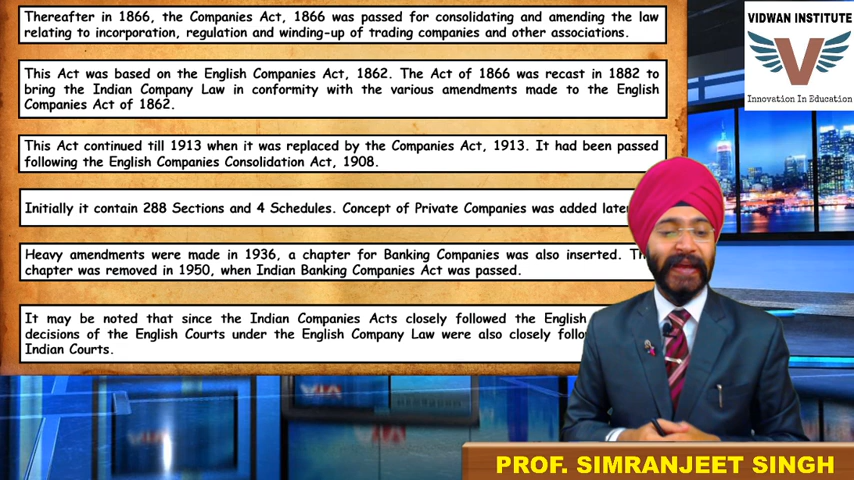 Thereafter in 1866, the Companies Act, 1866 was passed for consolidating and amending the law
relating to incorporation, regulation and winding-up of trading companies and other associations.
This Act was based on the English Companies Act, 1862. The Act of 1866 was recast in 1882 to
bring the Indian Company Law in conformity with the various amendments made to the English
Companies Act of 1862.
This Act continued till 1913 when it was replaced by the Companies Act, 1913. It had been passed
following the English Companies Consolidation Act, 1908.
Initially it contain 288 Sections and 4 Schedules. Concept of Private Companies was added
Heavy amendments were made in 1936, a chapter for Banking Companies was also inserted.
chapter was removed in 1950, when Indian Banking Companies Act was passed.
It may be noted that since the Indian Companies Acts closely followed the English
decisions of the English Courts under the English Company Law were also closely
Indian Courts.
VIDWAN INSTITUTE
V
Innovation In Education
PROF. SIMRANJEET SINGH